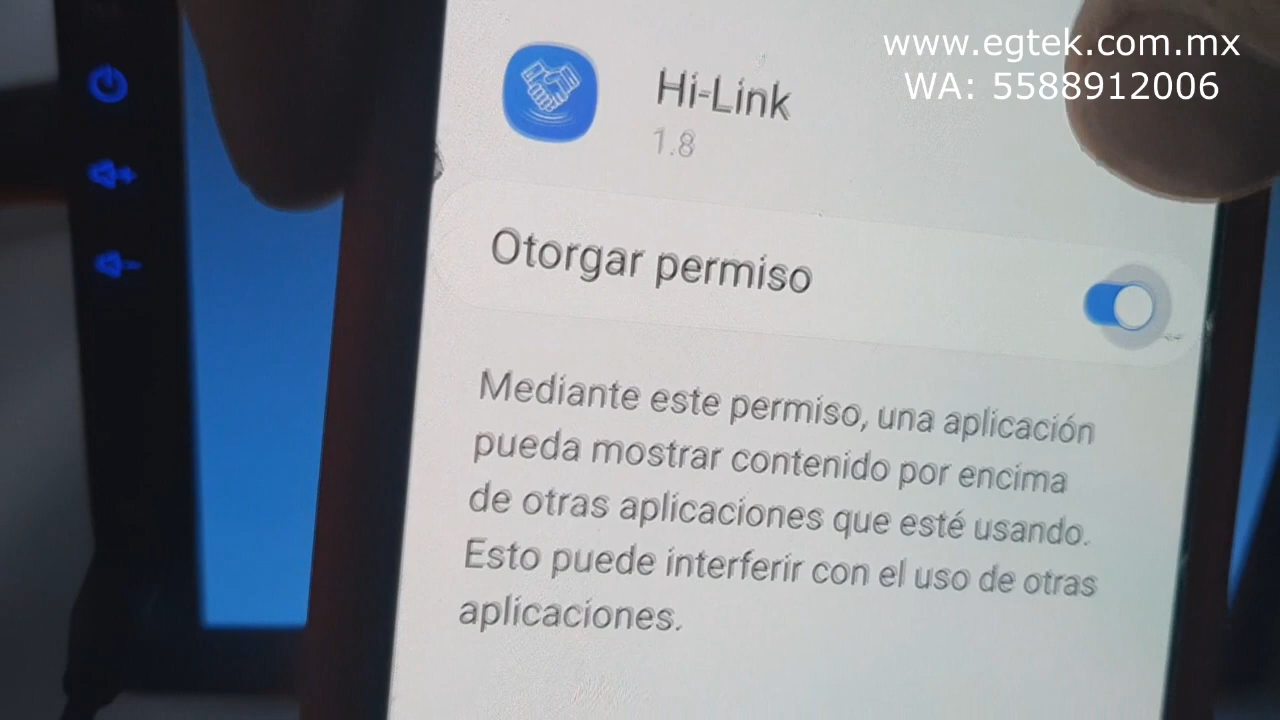 www.egtek.com.mx
WA: 5588912006
Hi-Link
1.8
Otorgar permiso
Mediante este permiso, una aplicación
pueda mostrar contenido por encima
de otras aplicaciones que esté usando.
Esto puede interferir con el uso de otras
aplicaciones.